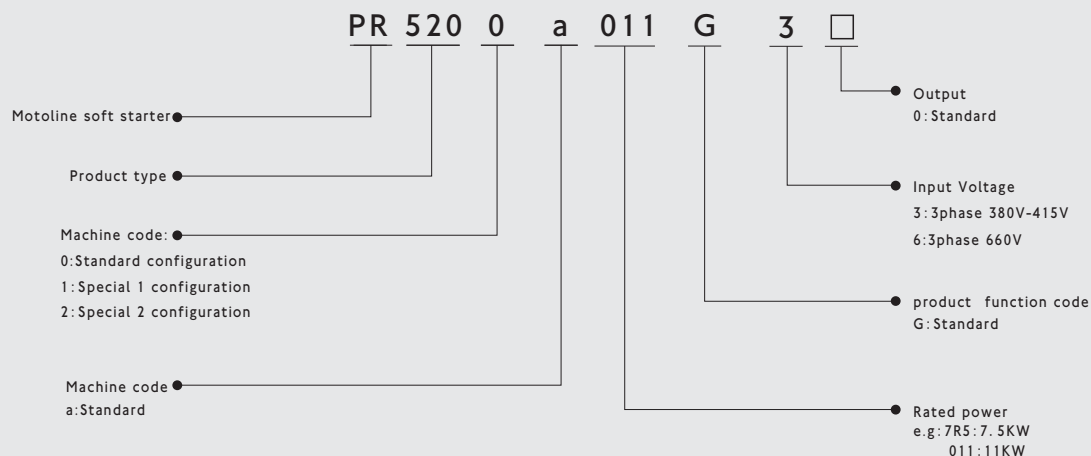 PR 520 0 a 011 G 3 □
Motoline soft starter
Product type
Machine code:
0:Standard configuration
1:Special 1 configuration
2:Special 2 configuration
Machine code
a:Standard
Output
0:Standard
Input Voltage
3:3phase 380V-415V
6:3phase 660V
product function code
G:Standard
Rated power
e.g:7R5:7.5KW
011:11KW